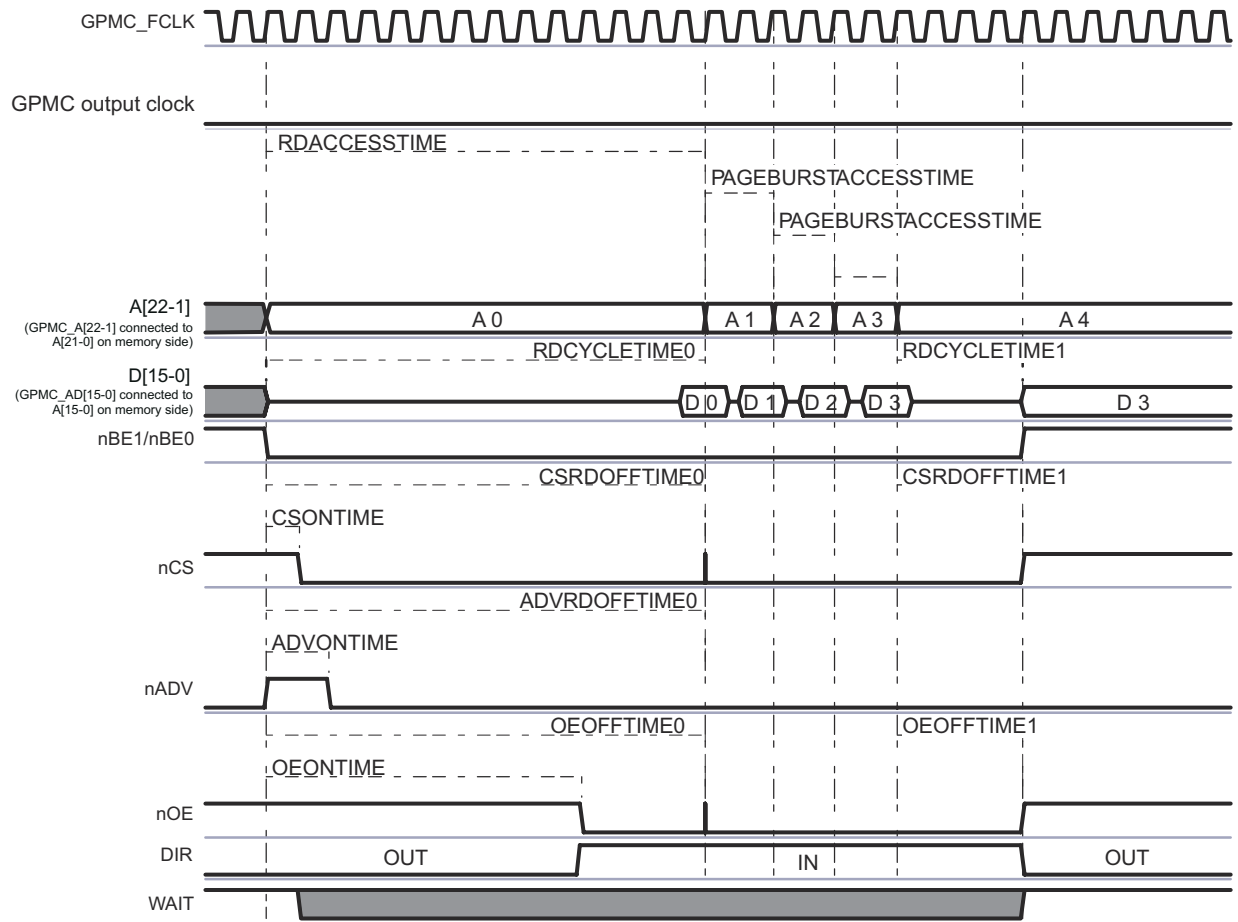 GPMC_FCLK
GPMC output clock
RDACCESSTIME
PAGEBURSTACCESSTIME
PAGEBURSTACCESSTIME
A[22-1]
(GPMC_A[22-1] connected to
A[21-0] on memory side)
A 0 A 1 A 2 A 3 A 4
RDCYCLETIME0 RDCYCLETIME1
D[15-0]
(GPMC_AD[15-0] connected to
A[15-0] on memory side)
D 0 D 1 D 2 D 3 D 3
nBE1/nBE0
CSRDOFFTIME0 CSRDOFFTIME1
CSONTIME
nCS
ADVRDOFFTIME0
ADVONTIME
nADV
OEOFFTIME0 OEOFFTIME1
OEONTIME
nOE
DIR OUT IN OUT
WAIT